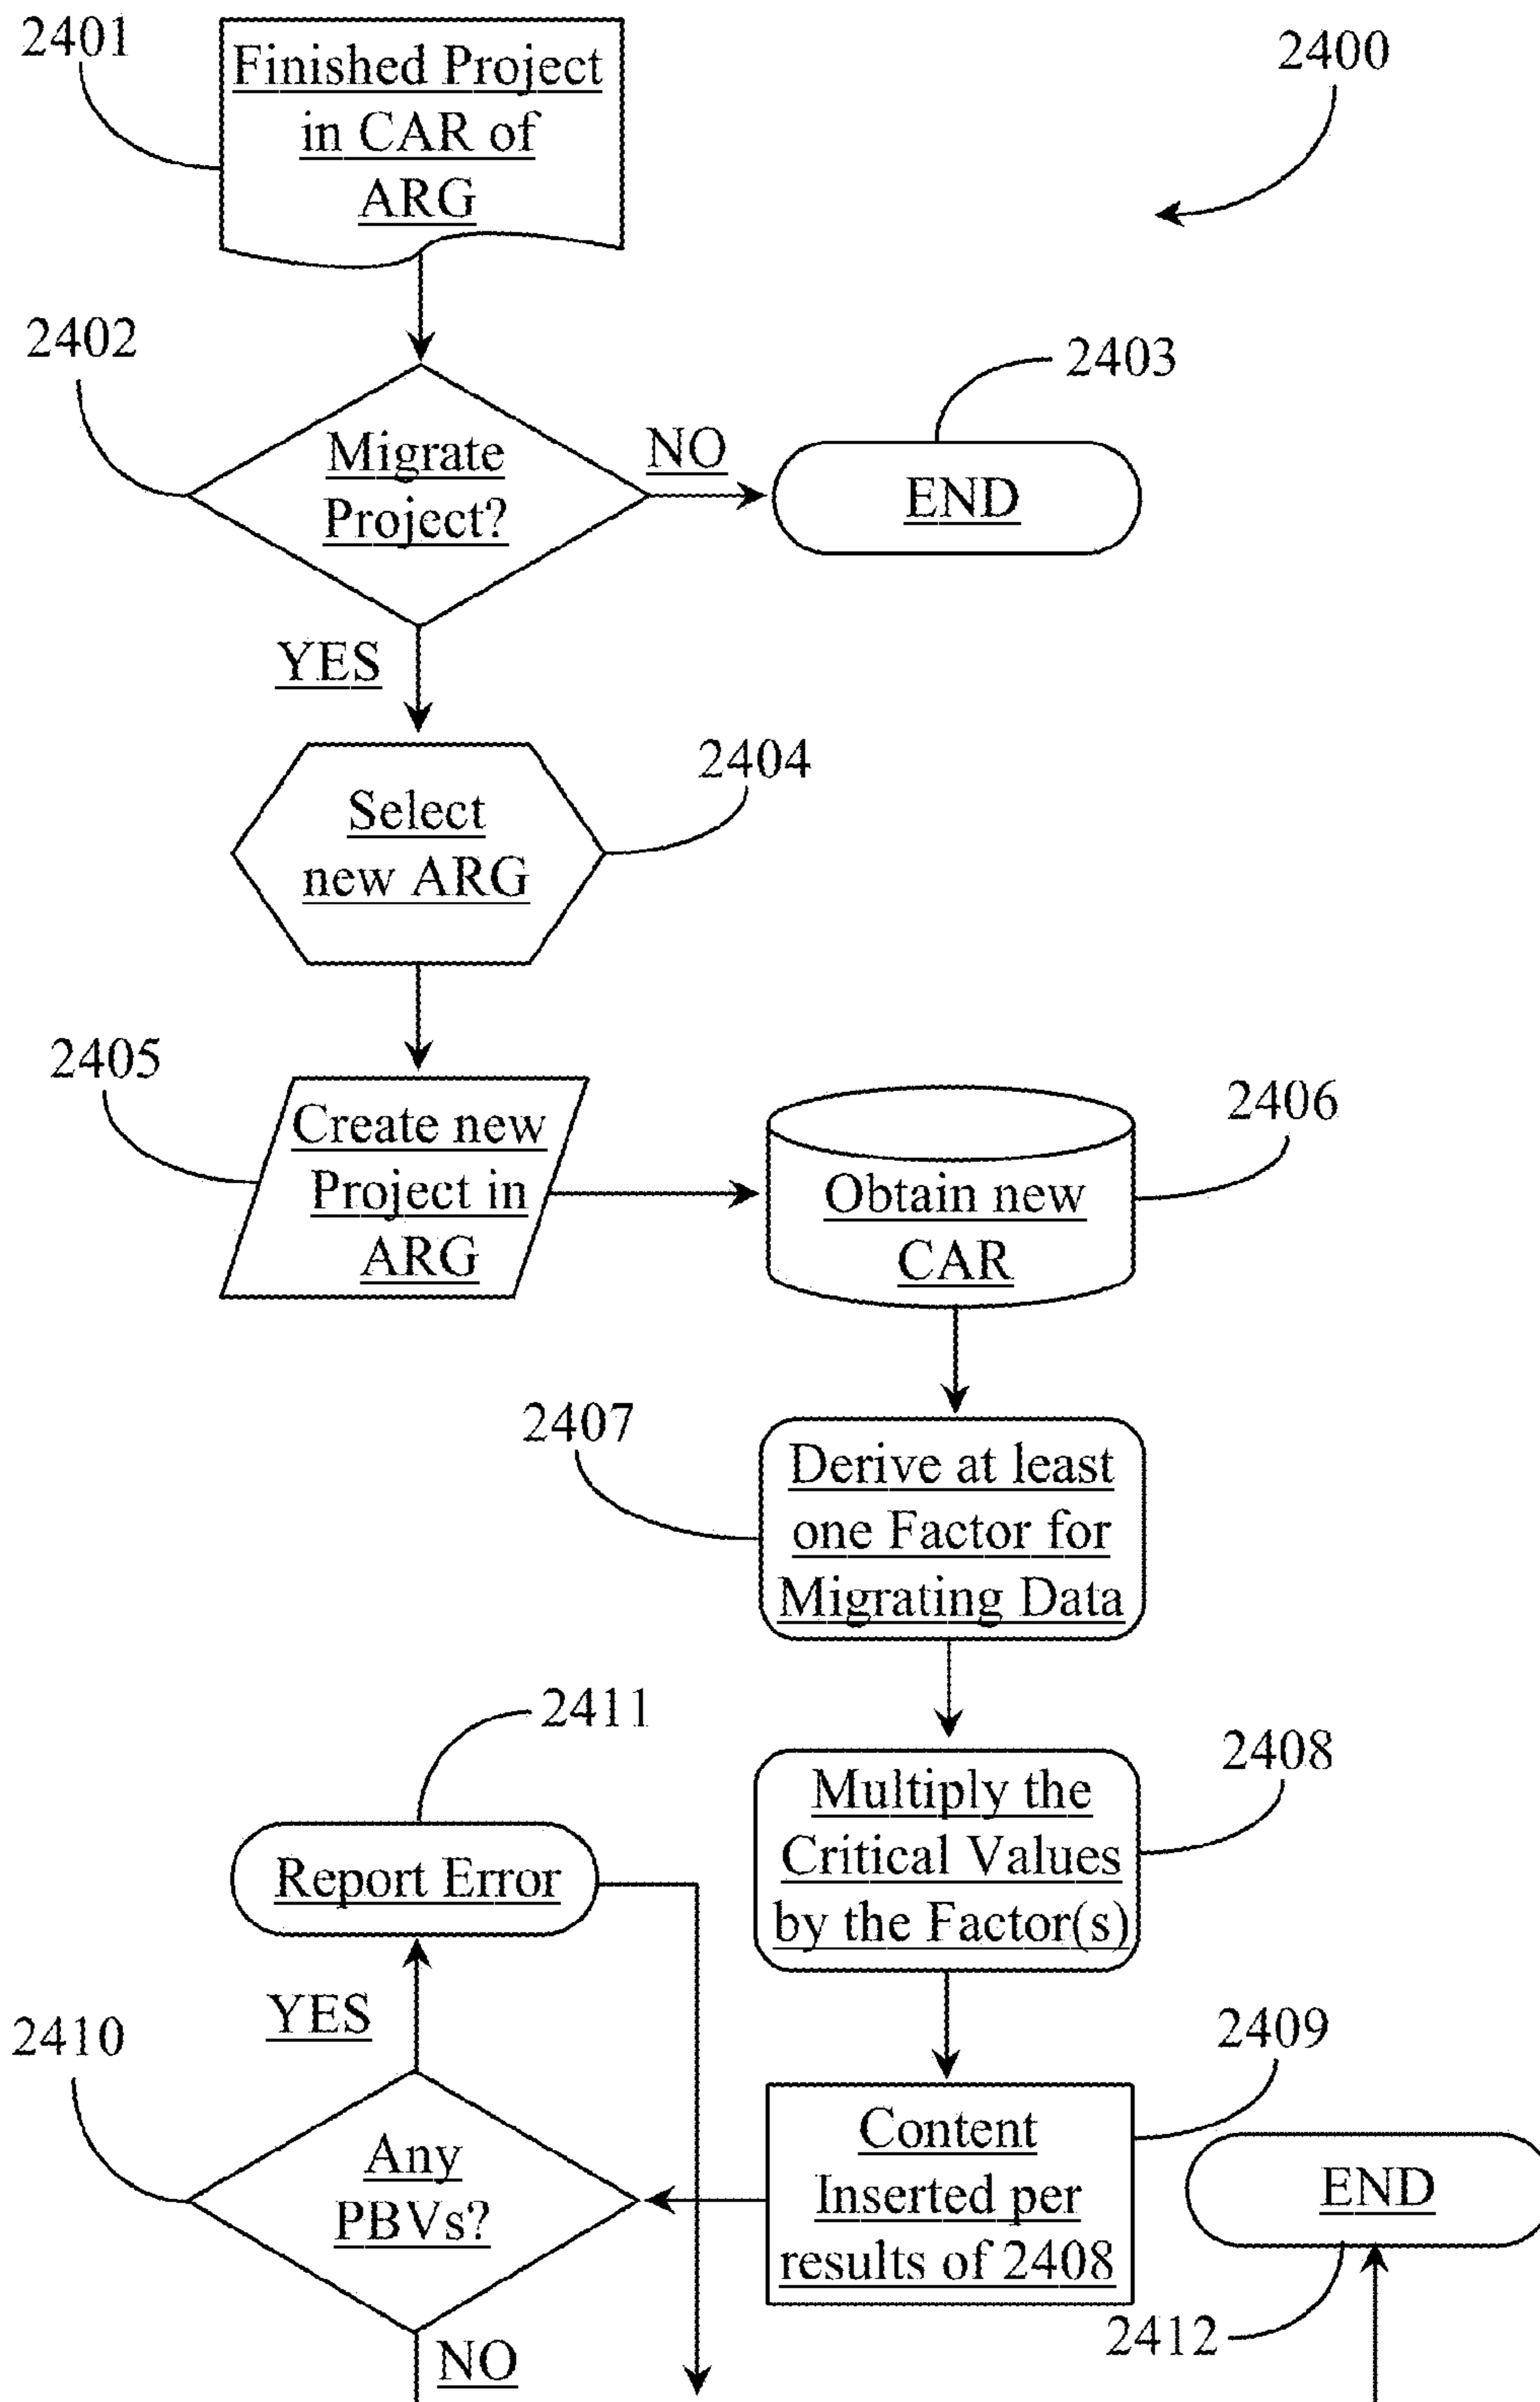 2401
Finished Project
in CAR of
ARG
2400
2402
Migrate
Project?
NO
2403
END
YES
2404
Select
new ARG
2405
Create new
Project in
ARG
2406
Obtain new
CAR
2407
Derive at least
one Factor for
Migrating Data
2408
Multiply the
Critical Values
by the Factor(s)
2411
Report Error
YES
2409
Content
Inserted per
results of 2408
2410
Any
PBVs?
NO
END
2412